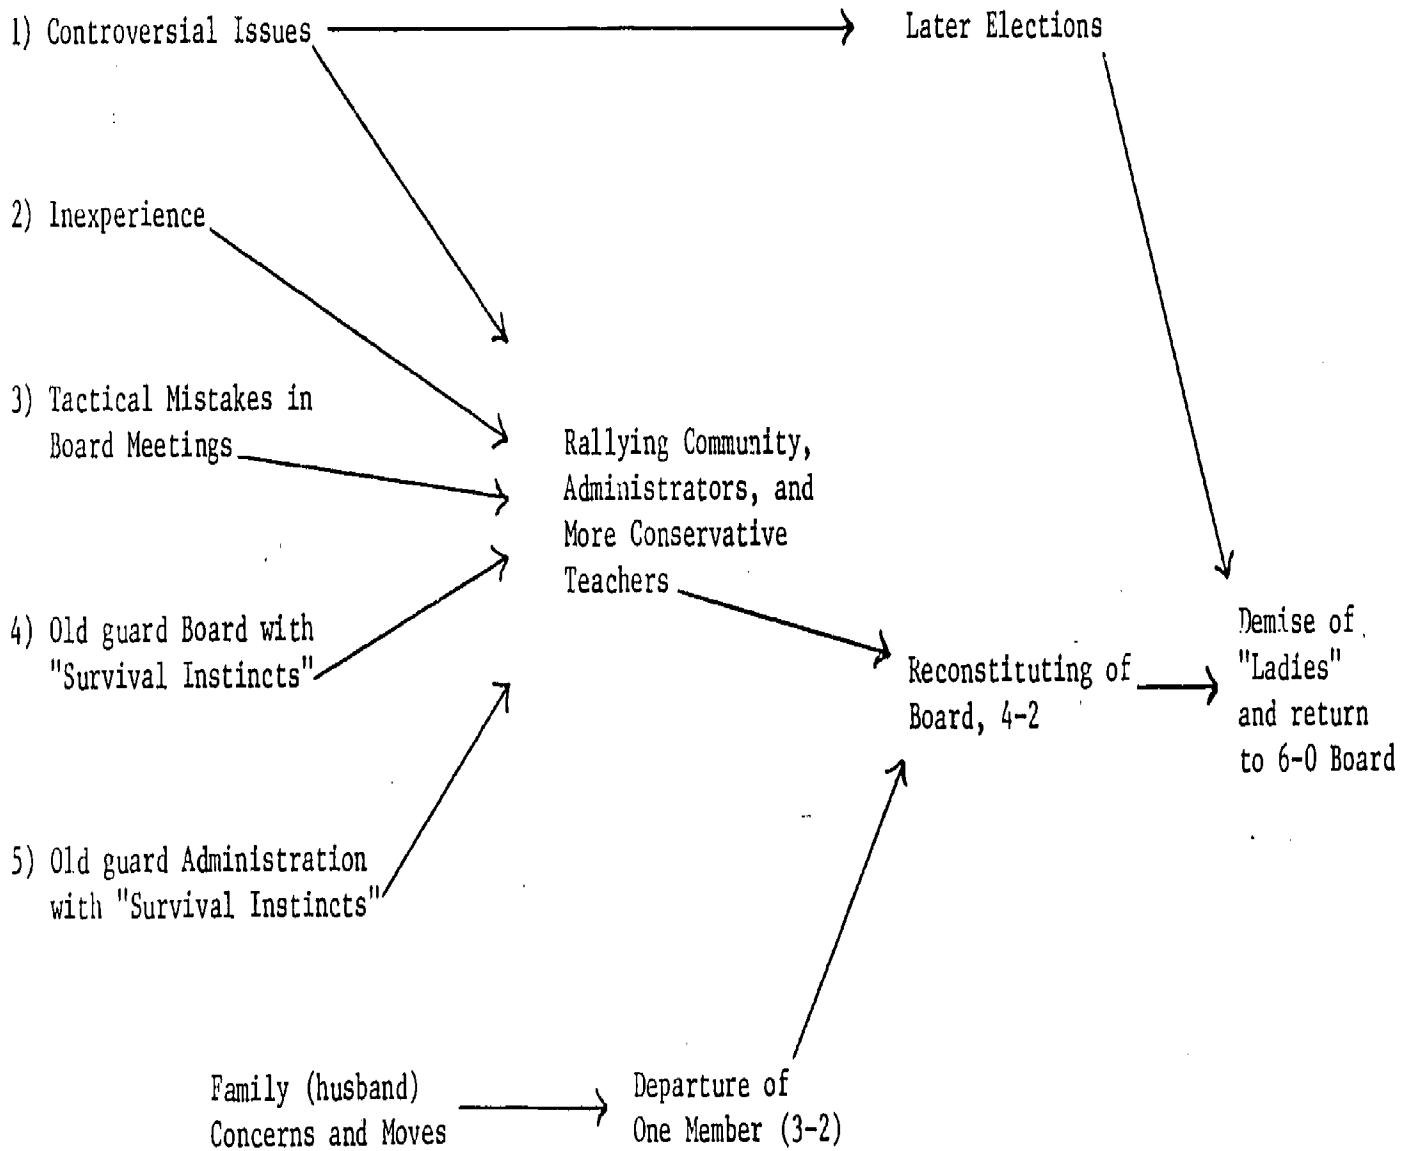 1) Controversial Issues
Later Elections
2) Inexperience
3) Tactical Mistakes in
Board Meetings
Rallying Community,
Administrators, and
More Conservative
Teachers
4) Old guard Board with
"Survival Instincts"
Reconstituting of
Board, 4-2
Demise of
"Ladies"
and return
to 6-0 Board
5) Old guard Administration
with "Survival Instincts"
Family (husband)
Concerns and Moves
Departure of
One Member (3-2)